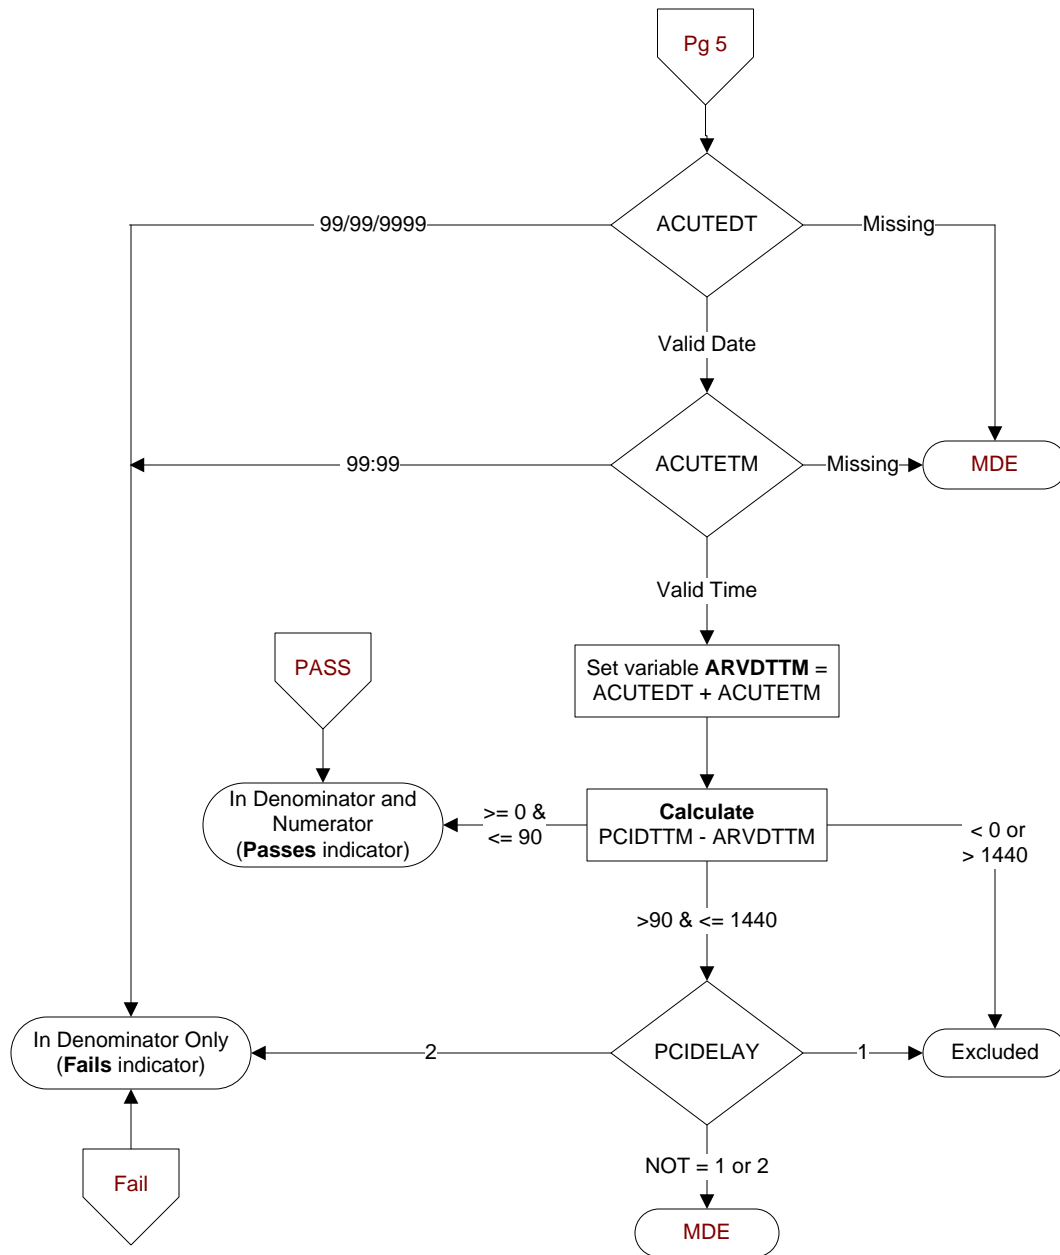 Pg 5
99/99/9999
ACUTEDT
Missing
Valid Date
99:99
ACUTETM
Missing
MDE
Valid Time
PASS
Set variable ARVDTTM =
ACUTEDT + ACUTETM
In Denominator and
Numerator
(Passes indicator)
>= 0 &
<= 90
Calculate
PCIDTTM - ARVDTTM
< 0 or
> 1440
>90 & <= 1440
In Denominator Only
(Fails indicator)
2
PCIDELAY
1
Excluded
Fail
NOT = 1 or 2
MDE